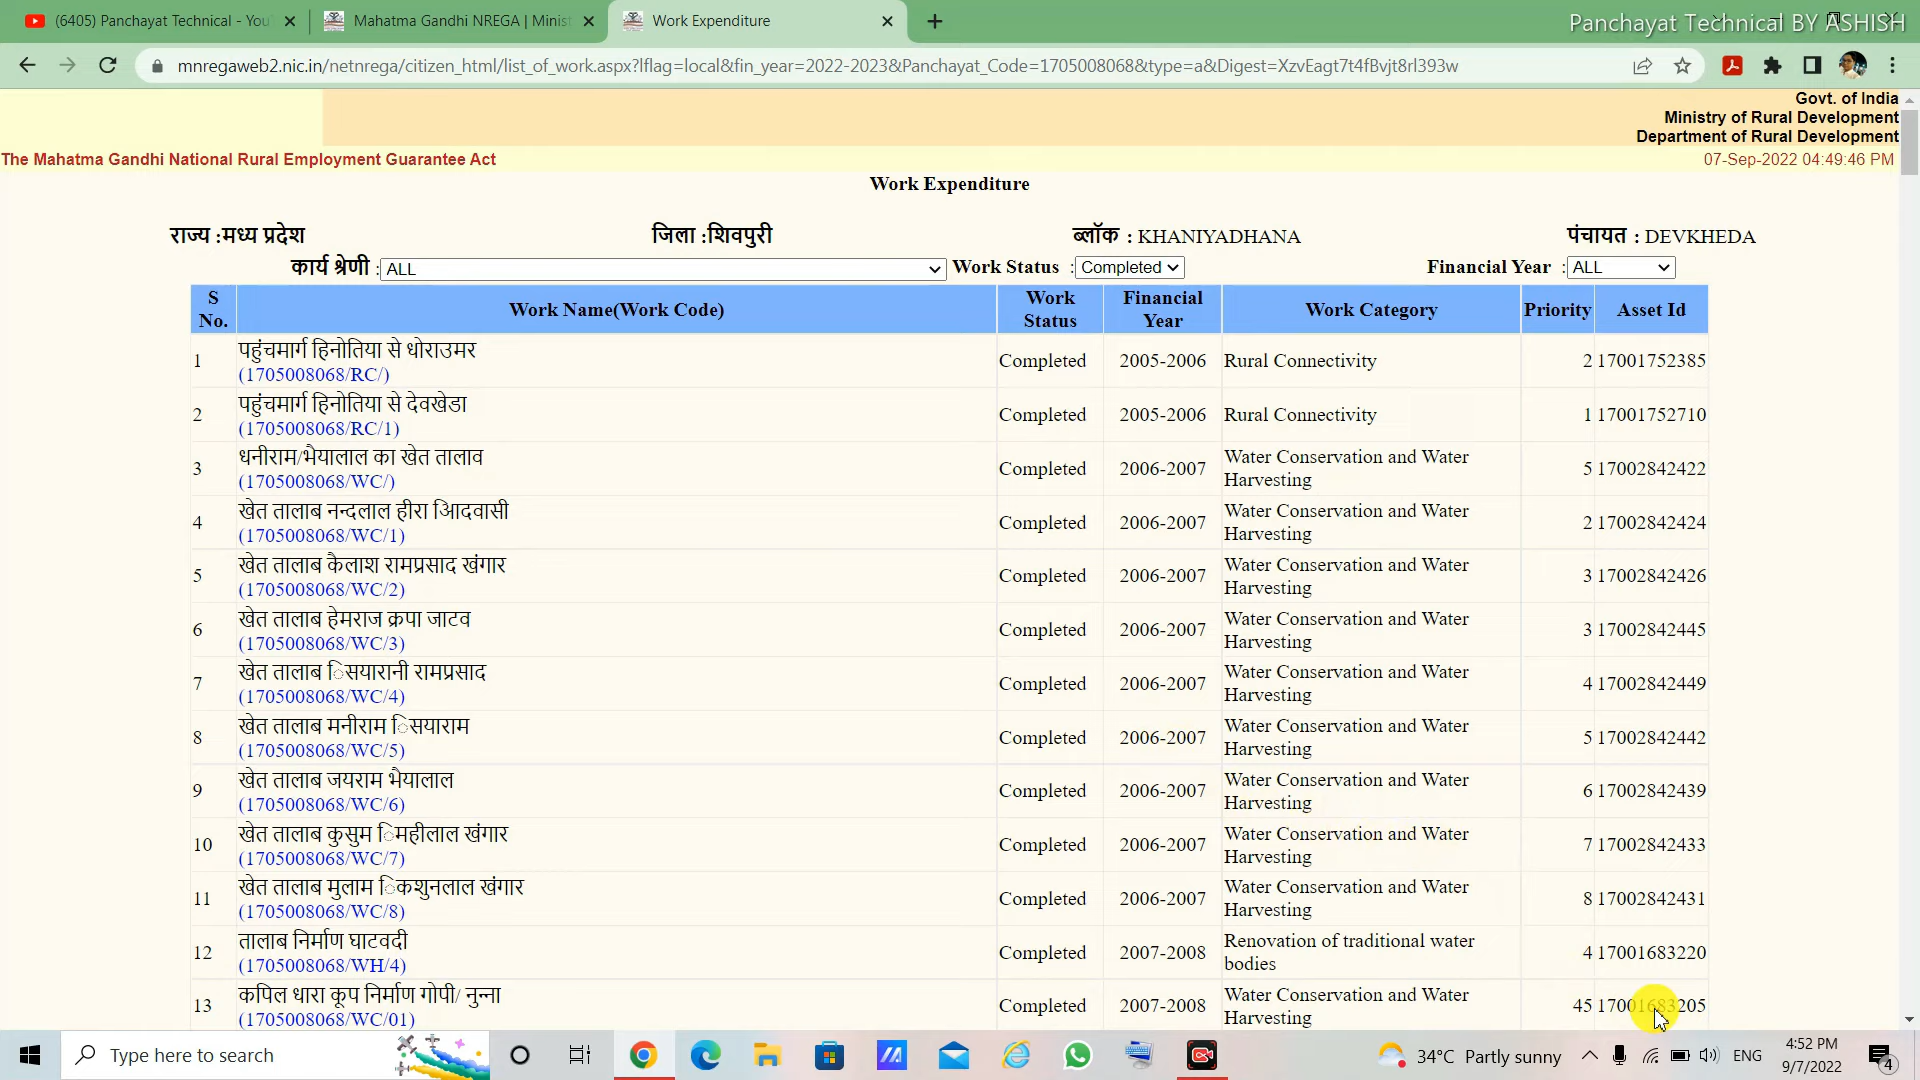 (6405) Panchayat Technical - You
Mahatma Gandhi NREGA | Minist
Work Expenditure
Panchayat Technical BY ASHISH
mnregaweb2.nic.in/netnrega/citizen_html/list_of_work.aspx?lflag=local&fin_year=2022-2023&Panchayat_Code=1705008068&type=a&Digest=XzvEagt7t4fBvjt8rl393w
Govt. of India
Ministry of Rural Development
Department of Rural Development
The Mahatma Gandhi National Rural Employment Guarantee Act
07-Sep-2022 04:49:46 PM
Work Expenditure
राज्य :मध्य प्रदेश जिला :शिवपुरी ब्लॉक : KHANIYADHANA पंचायत : DEVKHEDA
कार्य श्रेणी : ALL Work Status : Completed Financial Year : ALL
S No. Work Name(Work Code) Work Status Financial Year Work Category Priority Asset Id
1 पहुंचमार्ग हिनोतिया से धोराउमर Completed 2005-2006 Rural Connectivity 2 17001752385
(1705008068/RC/)
2 पहुंचमार्ग हिनोतिया से देवखेडा Completed 2005-2006 Rural Connectivity 1 17001752710
(1705008068/RC/1)
3 धनीराम/भैयालाल का खेत तालाव Completed 2006-2007 Water Conservation and Water Harvesting 5 17002842422
(1705008068/WC/)
4 खेत तालाब नन्दलाल हीरा आिदवासी Completed 2006-2007 Water Conservation and Water Harvesting 2 17002842424
(1705008068/WC/1)
5 खेत तालाब कैलाश रामप्रसाद खंगार Completed 2006-2007 Water Conservation and Water Harvesting 3 17002842426
(1705008068/WC/2)
6 खेत तालाब हेमराज क्रपा जाटव Completed 2006-2007 Water Conservation and Water Harvesting 3 17002842445
(1705008068/WC/3)
7 खेत तालाब िसयारानी रामप्रसाद Completed 2006-2007 Water Conservation and Water Harvesting 4 17002842449
(1705008068/WC/4)
8 खेत तालाब मनीराम िसयाराम Completed 2006-2007 Water Conservation and Water Harvesting 5 17002842442
(1705008068/WC/5)
9 खेत तालाब जयराम भैयालाल Completed 2006-2007 Water Conservation and Water Harvesting 6 17002842439
(1705008068/WC/6)
10 खेत तालाब कुसुम िमहीलाल खंगार Completed 2006-2007 Water Conservation and Water Harvesting 7 17002842433
(1705008068/WC/7)
11 खेत तालाब मुलाम िकशुनलाल खंगार Completed 2006-2007 Water Conservation and Water Harvesting 8 17002842431
(1705008068/WC/8)
12 तालाब निर्माण घाटवदी Completed 2007-2008 Renovation of traditional water bodies 4 17001683220
(1705008068/WH/4)
13 कपिल धारा कूप निर्माण गोपी/ नुन्ना Completed 2007-2008 Water Conservation and Water Harvesting 45 17001683205
(1705008068/WC/01)
Type here to search
34°C Partly sunny
ENG
4:52 PM
9/7/2022
4